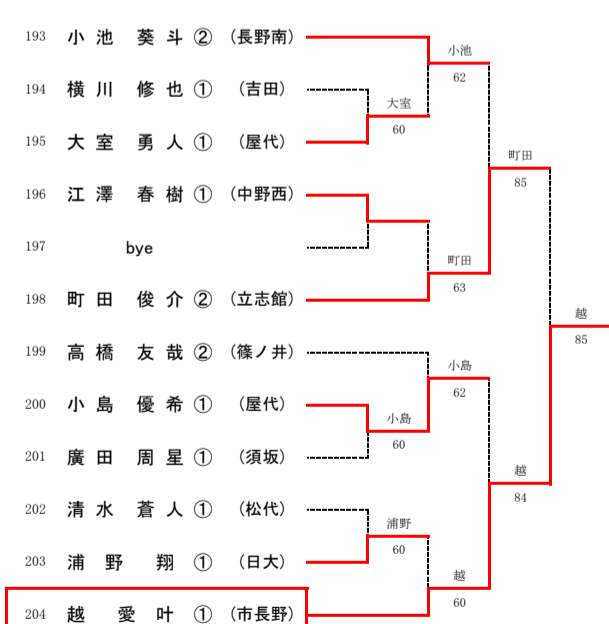 193 小池 葵斗 ② （長野南）
194 横川 修也 ① （吉田）
195 大室 勇人 ① （屋代）
196 江澤 春樹 ① （中野西）
197 bye
198 町田 俊介 ② （立志館）
199 高橋 友哉 ② （篠ノ井）
200 小島 優希 ① （屋代）
201 廣田 周星 ① （須坂）
202 清水 蒼人 ① （松代）
203 浦野 翔 ① （日大）
204 越 愛叶 ① （市長野）
大室
60
小島
60
浦野
60
小池
62
町田
63
小島
62
越
60
町田
85
越
84
越
85